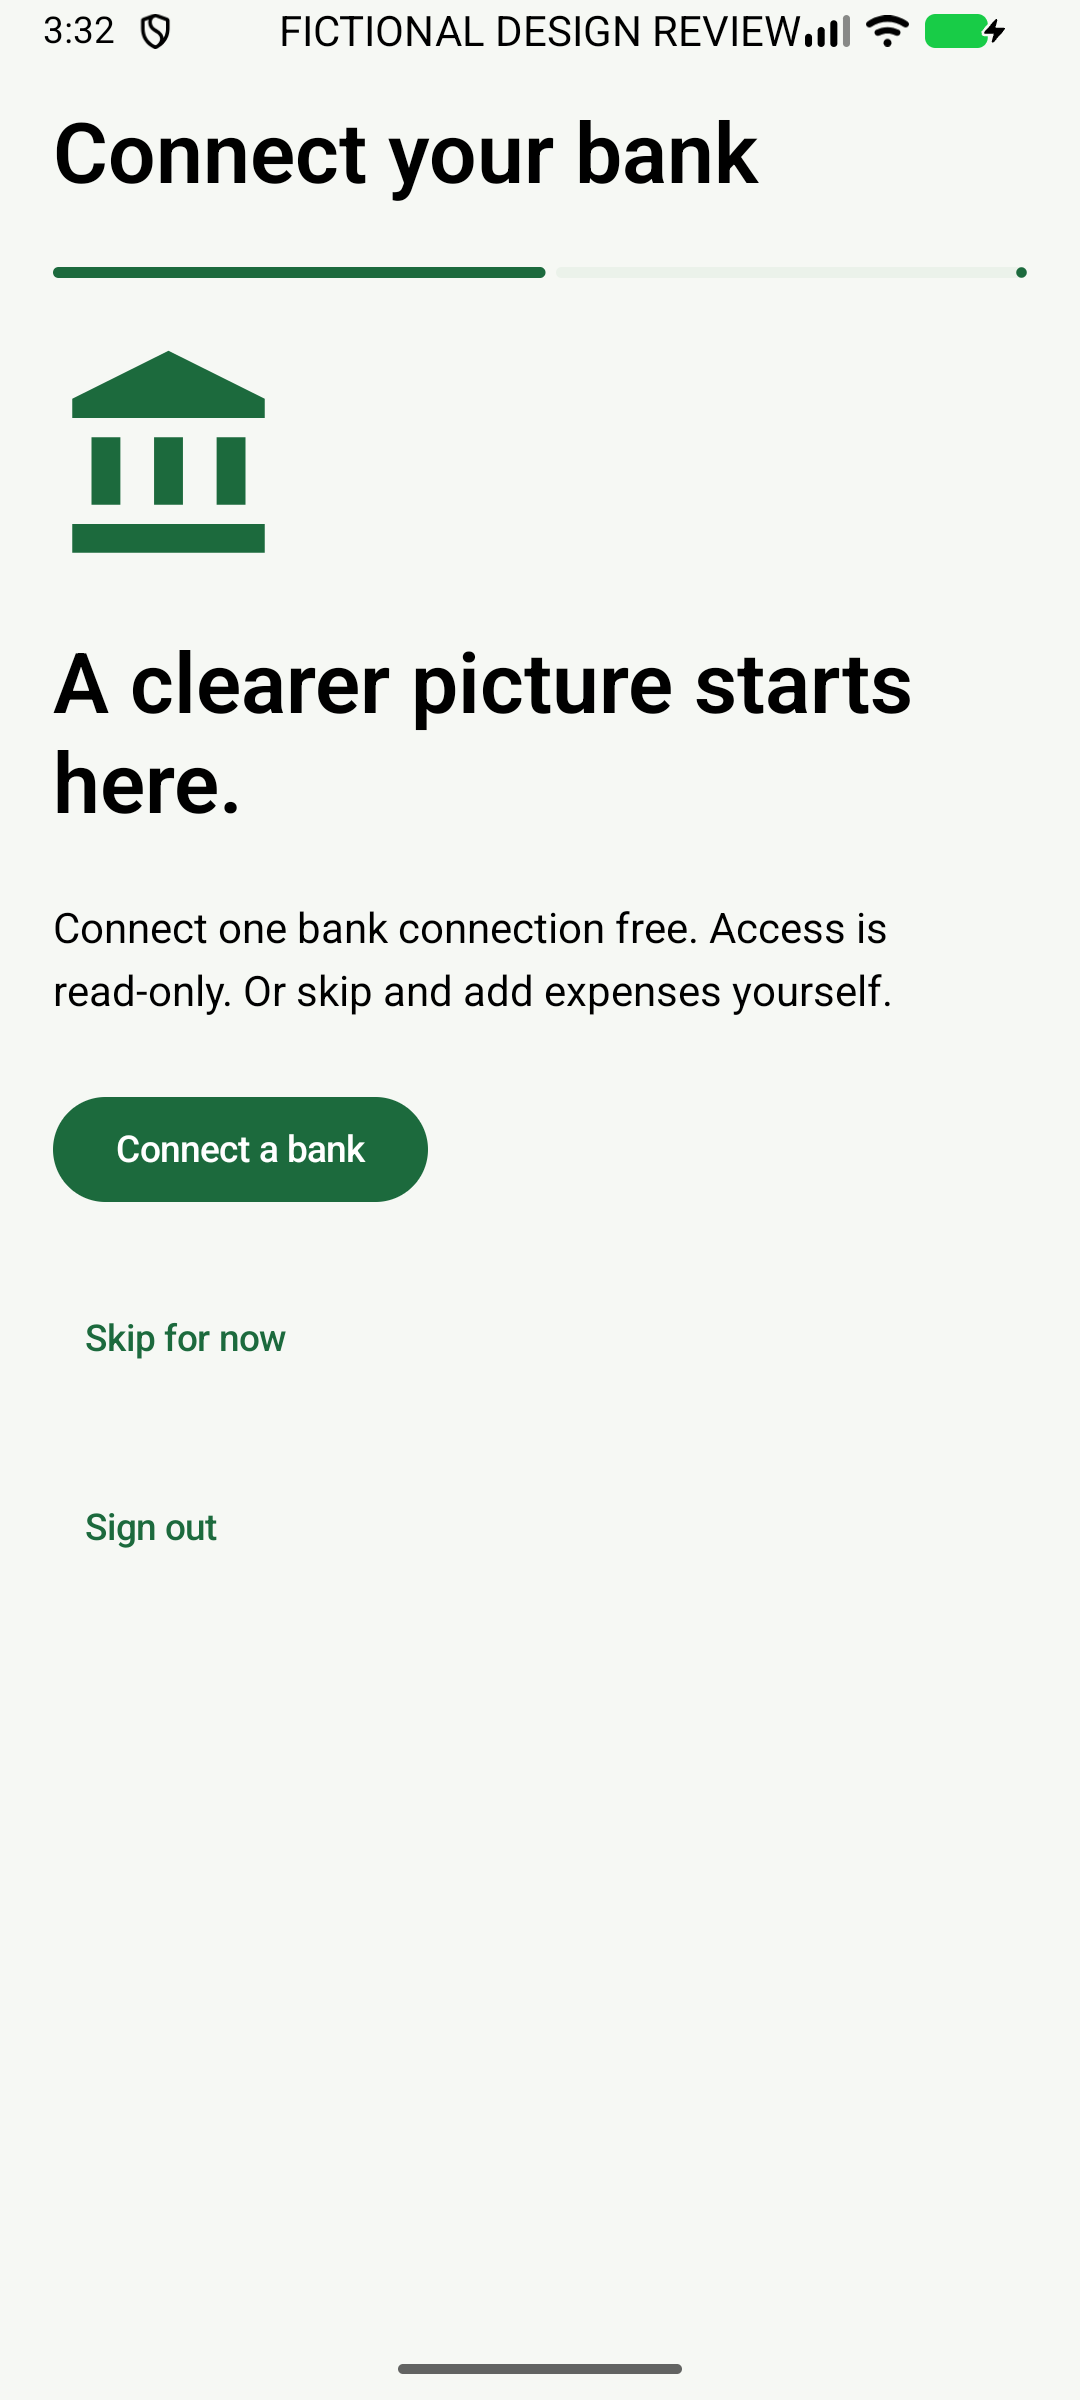 3:32 FICTIONAL DESIGN REVIEW
Connect your bank
A clearer picture starts
here.
Connect one bank connection free. Access is
read-only. Or skip and add expenses yourself.
Connect a bank
Skip for now
Sign out